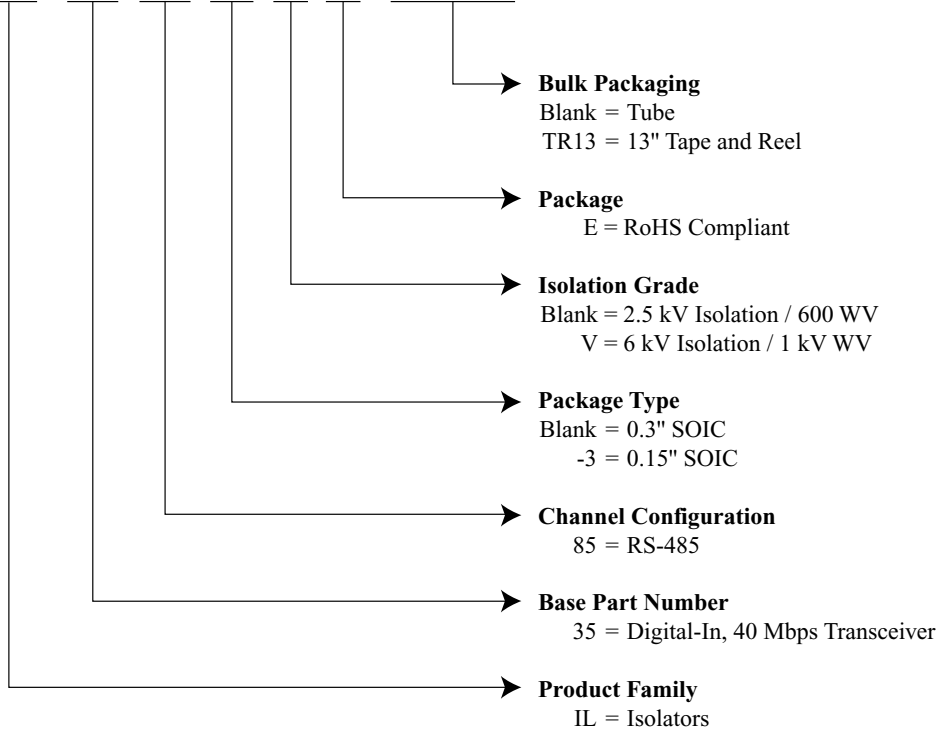 Bulk Packaging
Blank = Tube
TR13 = 13" Tape and Reel
Package
E = RoHS Compliant
Isolation Grade
Blank = 2.5 kV Isolation / 600 WV
V = 6 kV Isolation / 1 kV WV
Package Type
Blank = 0.3" SOIC
-3 = 0.15" SOIC
Channel Configuration
85 = RS-485
Base Part Number
35 = Digital-In, 40 Mbps Transceiver
Product Family
IL = Isolators